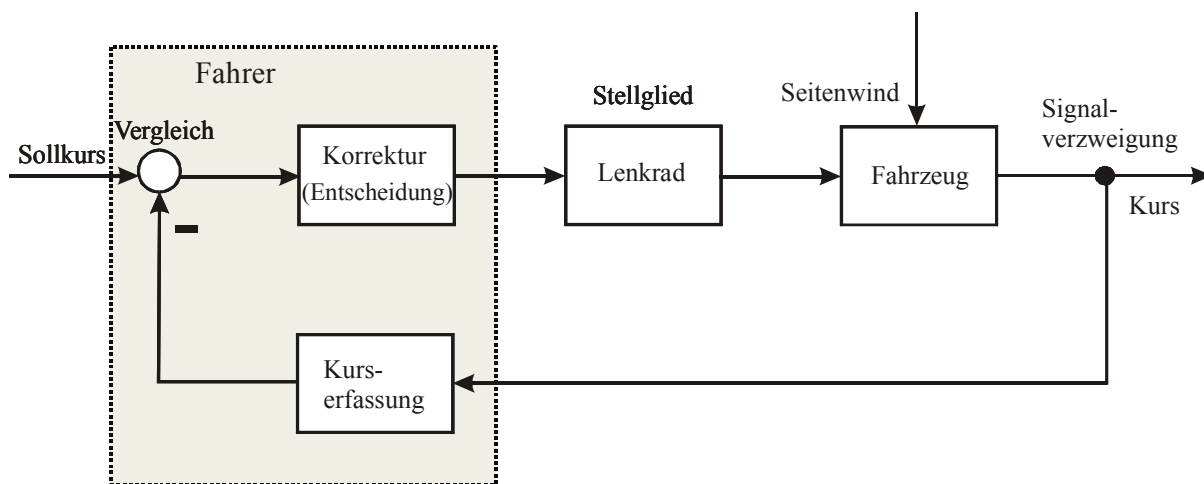 Fahrer
Vergleich
Sollkurs
Korrektur
(Entscheidung)
Stellglied
Lenkrad
Seitenwind
Fahrzeug
Signal-
verzweigung
Kurs
Kurs-
erfassung